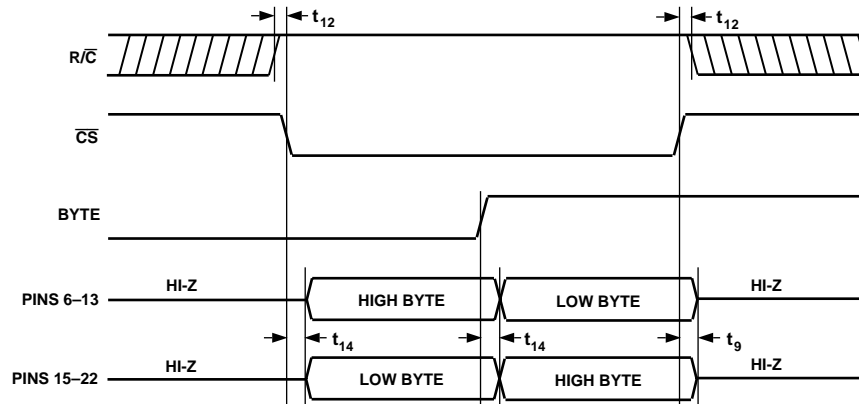 t12 t12
R/C̅
C̅S̅
BYTE
HI-Z HIGH BYTE LOW BYTE HI-Z
PINS 6–13
t14 t14 t9
HI-Z LOW BYTE HIGH BYTE HI-Z
PINS 15–22